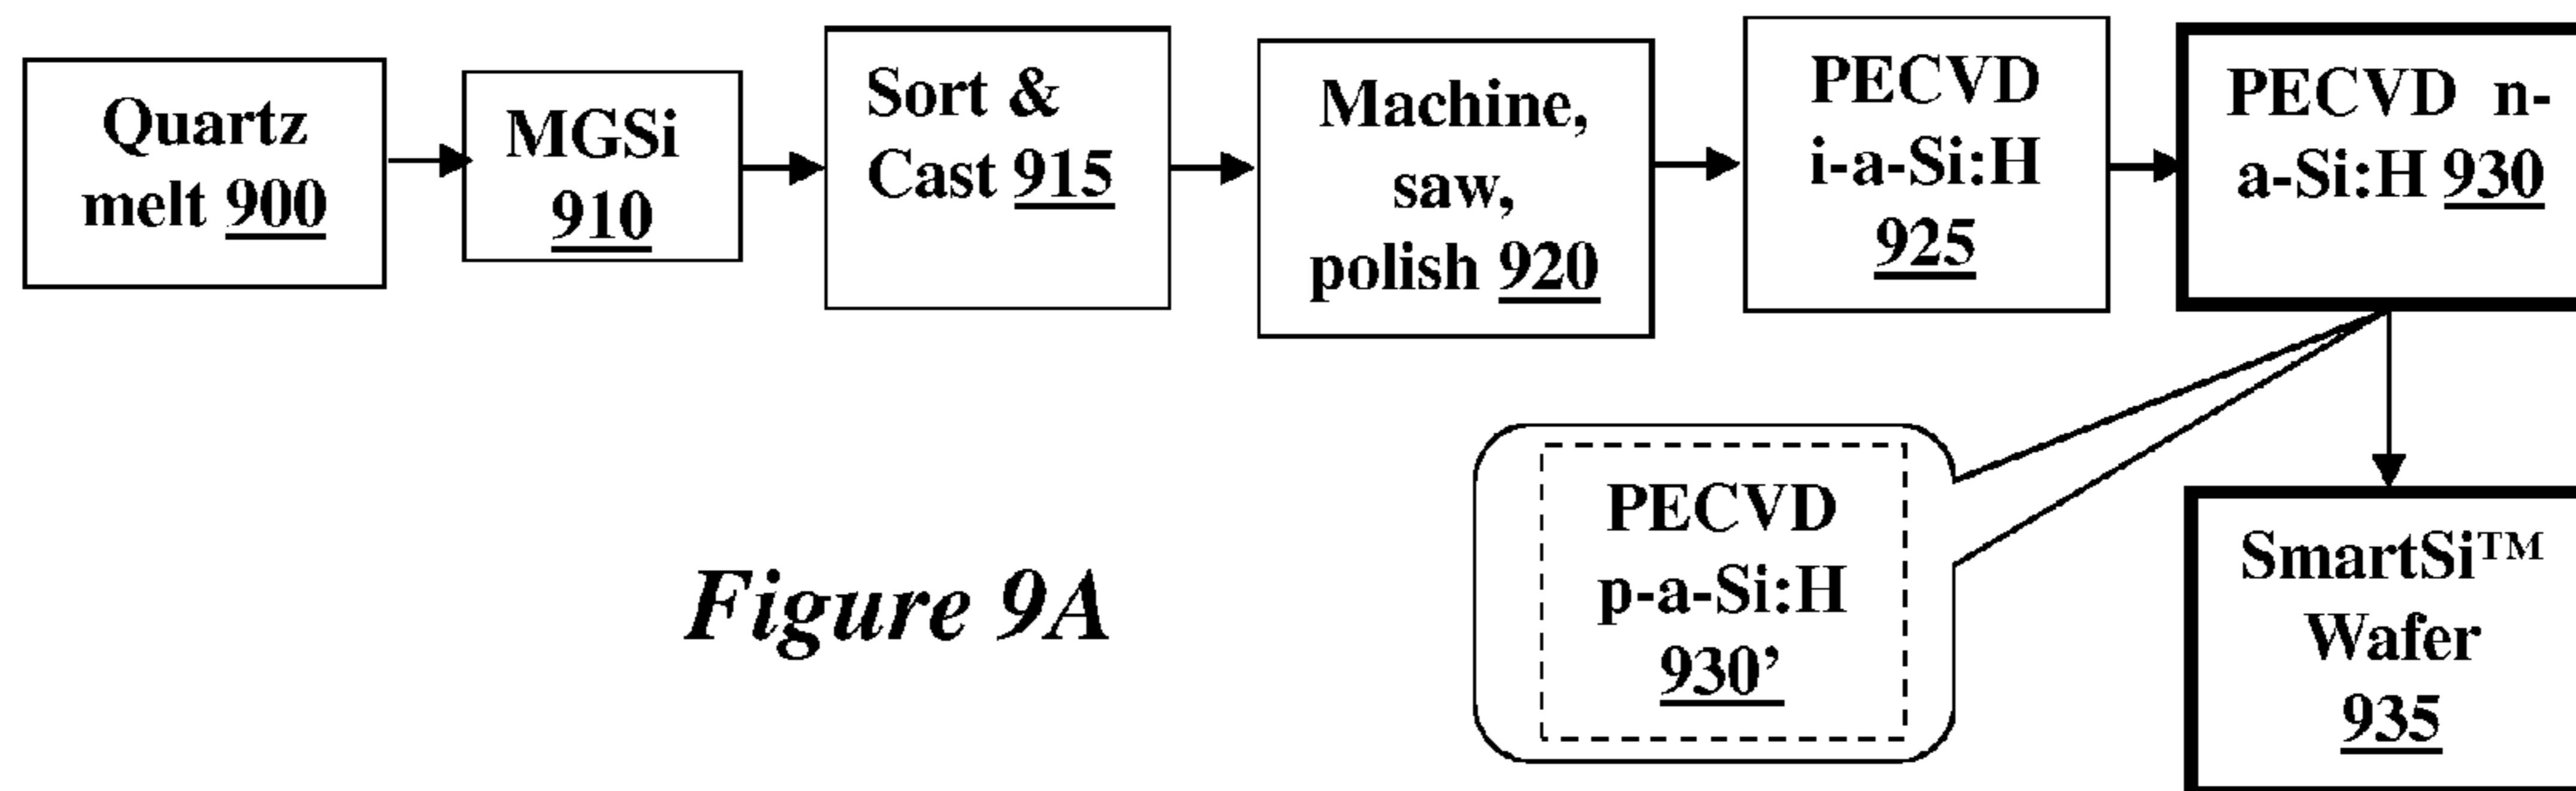 Quartz
melt 900
MGSi
910
Sort &
Cast 915
Machine,
saw,
polish 920
PECVD
i-a-Si:H
925
PECVD n-
a-Si:H 930
PECVD
p-a-Si:H
930’
SmartSi™
Wafer
935
Figure 9A